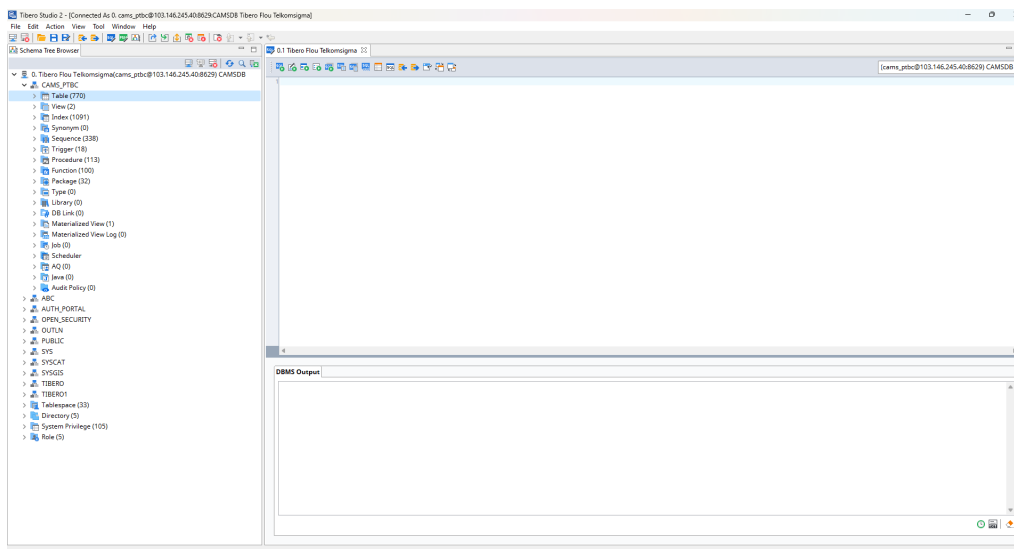 Tibero Studio 2 - [Connected As 0. cams_ptbc@103.146.245.40:8629:CAMSDB Tibero Flou Telkomsigma]
File Edit Action View Tool Window Help
Schema Tree Browser
0. Tibero Flou Telkomsigma(cams_ptbc@103.146.245.40:8629) CAMSDB
CAMS_PTBC
Table (770)
View (2)
Index (1091)
Synonym (0)
Sequence (338)
Trigger (18)
Procedure (113)
Function (100)
Package (32)
Type (0)
Library (0)
DB Link (0)
Materialized View (1)
Materialized View Log (0)
Job (0)
Scheduler
AQ (0)
Java (0)
Audit Policy (0)
ABC
AUTH_PORTAL
OPEN_SECURITY
OUTLN
PUBLIC
SYS
SYSCAT
SYSGIS
TIBERO
TIBERO1
Tablespace (33)
Directory (5)
System Privilege (105)
Role (5)
0.1 Tibero Flou Telkomsigma
[cams_ptbc@103.146.245.40:8629) CAMSDB
1
DBMS Output